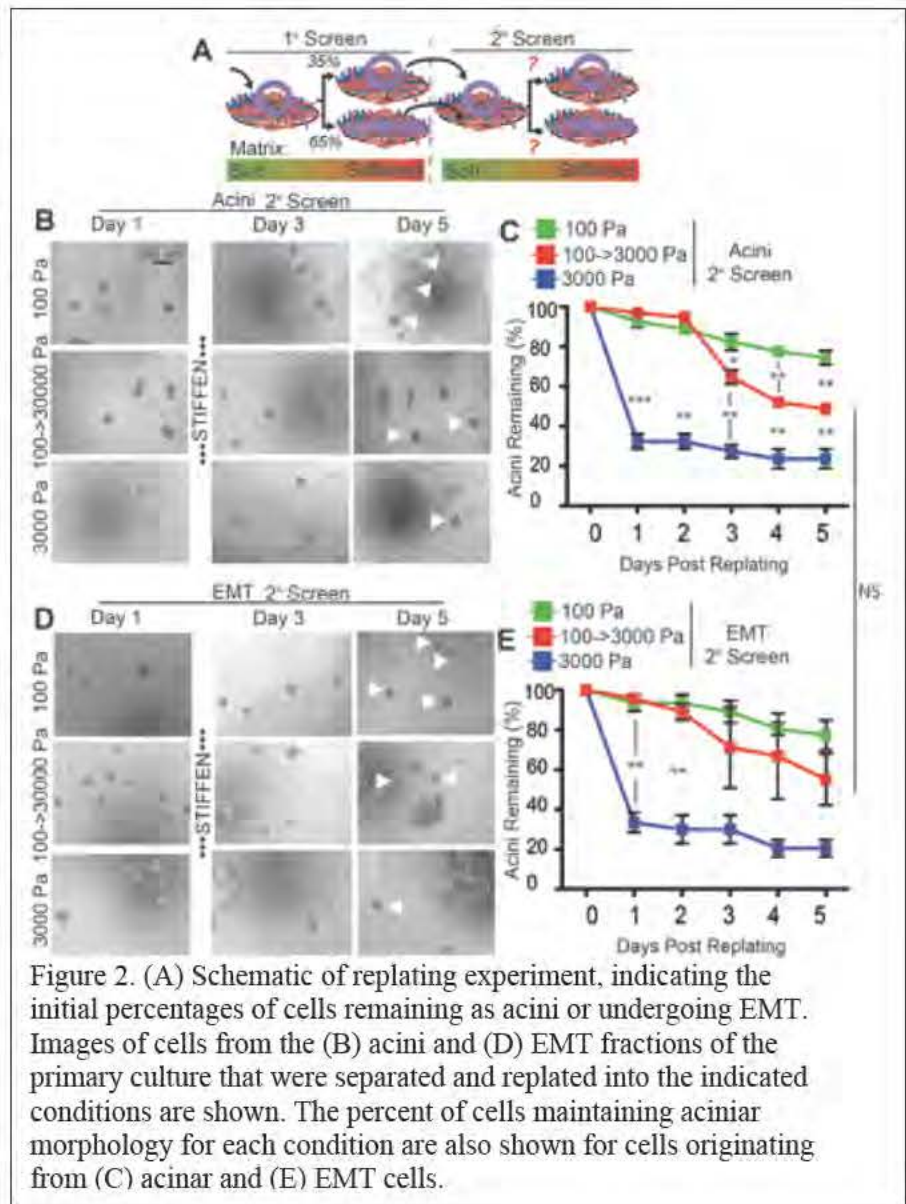 A
1° Screen
2° Screen
35%
?
65%
?
Matrix:
Soft
Stiffened
Soft
Stiffened
B
Acini 2° Screen
Day 1
Day 3
Day 5
100 Pa
100->30000 Pa
3000 Pa
***STIFFEN***
C
100 Pa
100->3000 Pa
3000 Pa
Acini
2° Screen
Acini Remaining (%)
100
80
60
40
20
0
***
**
*
**
**
**
**
**
0 1 2 3 4 5
Days Post Replating
NS
D
EMT 2° Screen
Day 1
Day 3
Day 5
100 Pa
100->30000 Pa
3000 Pa
***STIFFEN***
E
100 Pa
100->3000 Pa
3000 Pa
EMT
2° Screen
Acini Remaining (%)
100
80
60
40
20
0
**
**
0 1 2 3 4 5
Days Post Replating
Figure 2. (A) Schematic of replating experiment, indicating the
initial percentages of cells remaining as acini or undergoing EMT.
Images of cells from the (B) acini and (D) EMT fractions of the
primary culture that were separated and replated into the indicated
conditions are shown. The percent of cells maintaining aciniar
morphology for each condition are also shown for cells originating
from (C) acinar and (E) EMT cells.